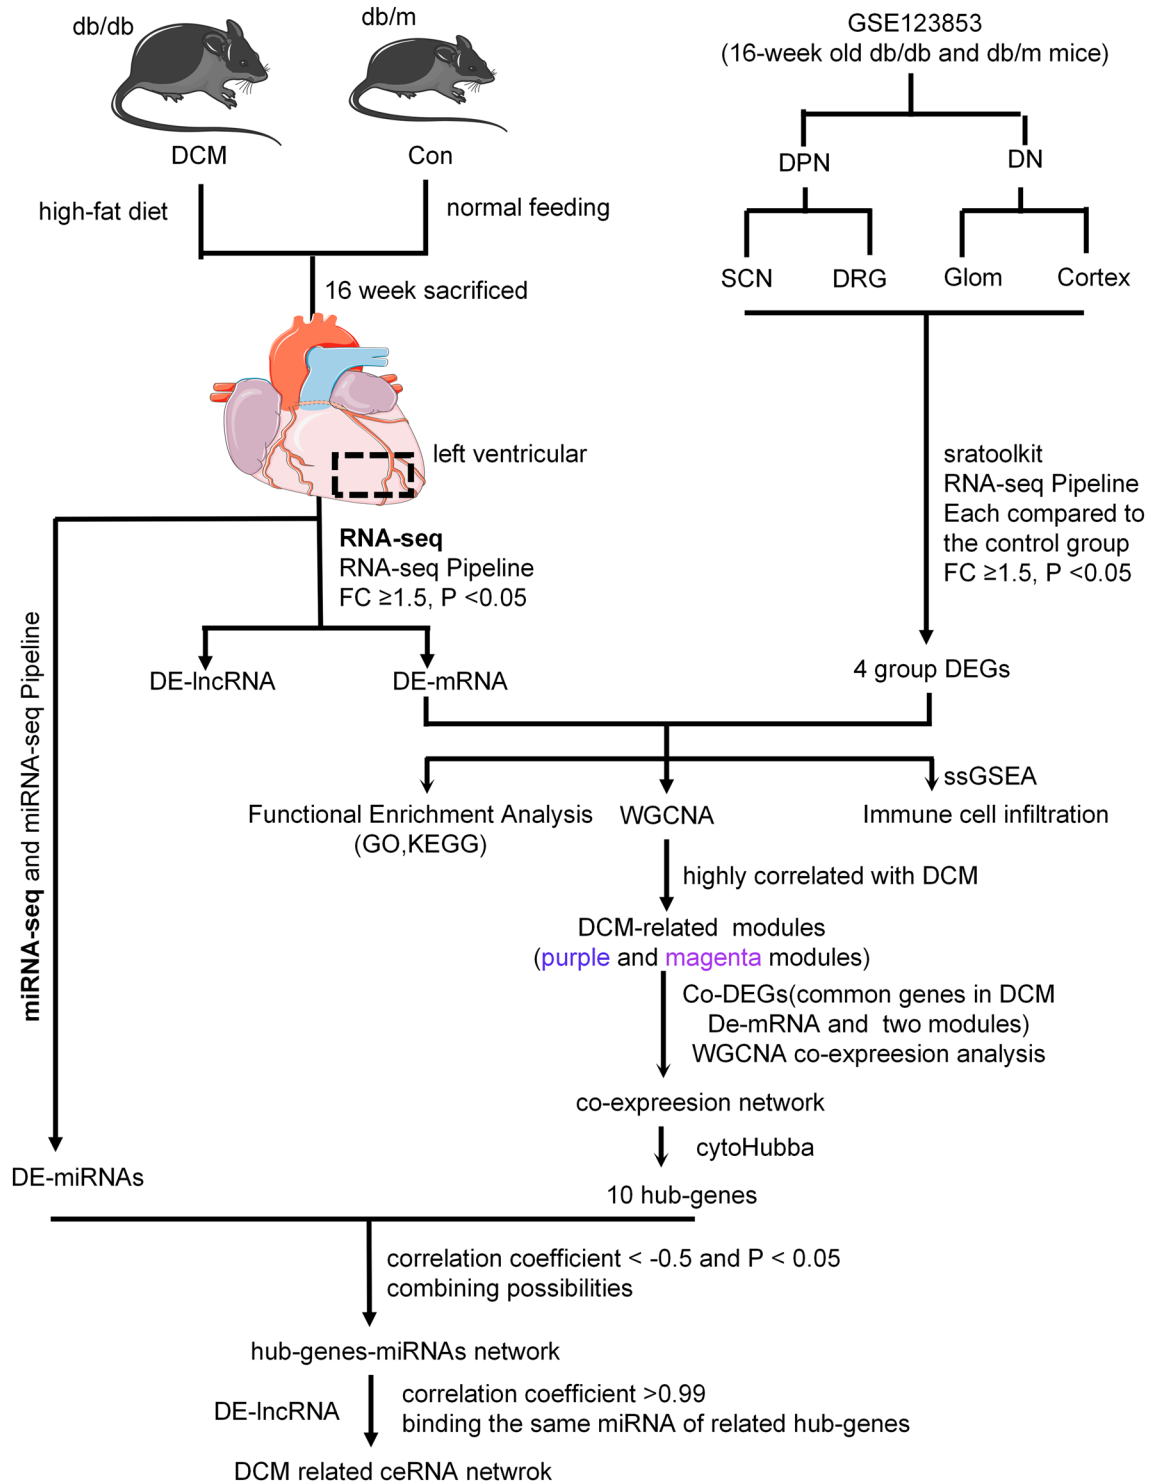 db/db
db/m
DCM
Con
high-fat diet
normal feeding
16 week sacrificed
left ventricular
GSE123853
(16-week old db/db and db/m mice)
DPN
DN
SCN
DRG
Glom
Cortex
sratoolkit
RNA-seq Pipeline
Each compared to
the control group
FC ≥1.5, P <0.05
RNA-seq
RNA-seq Pipeline
FC ≥1.5, P <0.05
miRNA-seq and miRNA-seq Pipeline
DE-lncRNA
DE-mRNA
4 group DEGs
ssGSEA
Functional Enrichment Analysis
(GO,KEGG)
WGCNA
Immune cell infiltration
highly correlated with DCM
DCM-related modules
(purple and magenta modules)
Co-DEGs(common genes in DCM
De-mRNA and two modules)
WGCNA co-expreesion analysis
co-expreesion network
cytoHubba
DE-miRNAs
10 hub-genes
correlation coefficient < -0.5 and P < 0.05
combining possibilities
hub-genes-miRNAs network
DE-lncRNA
correlation coefficient >0.99
binding the same miRNA of related hub-genes
DCM related ceRNA netwrok